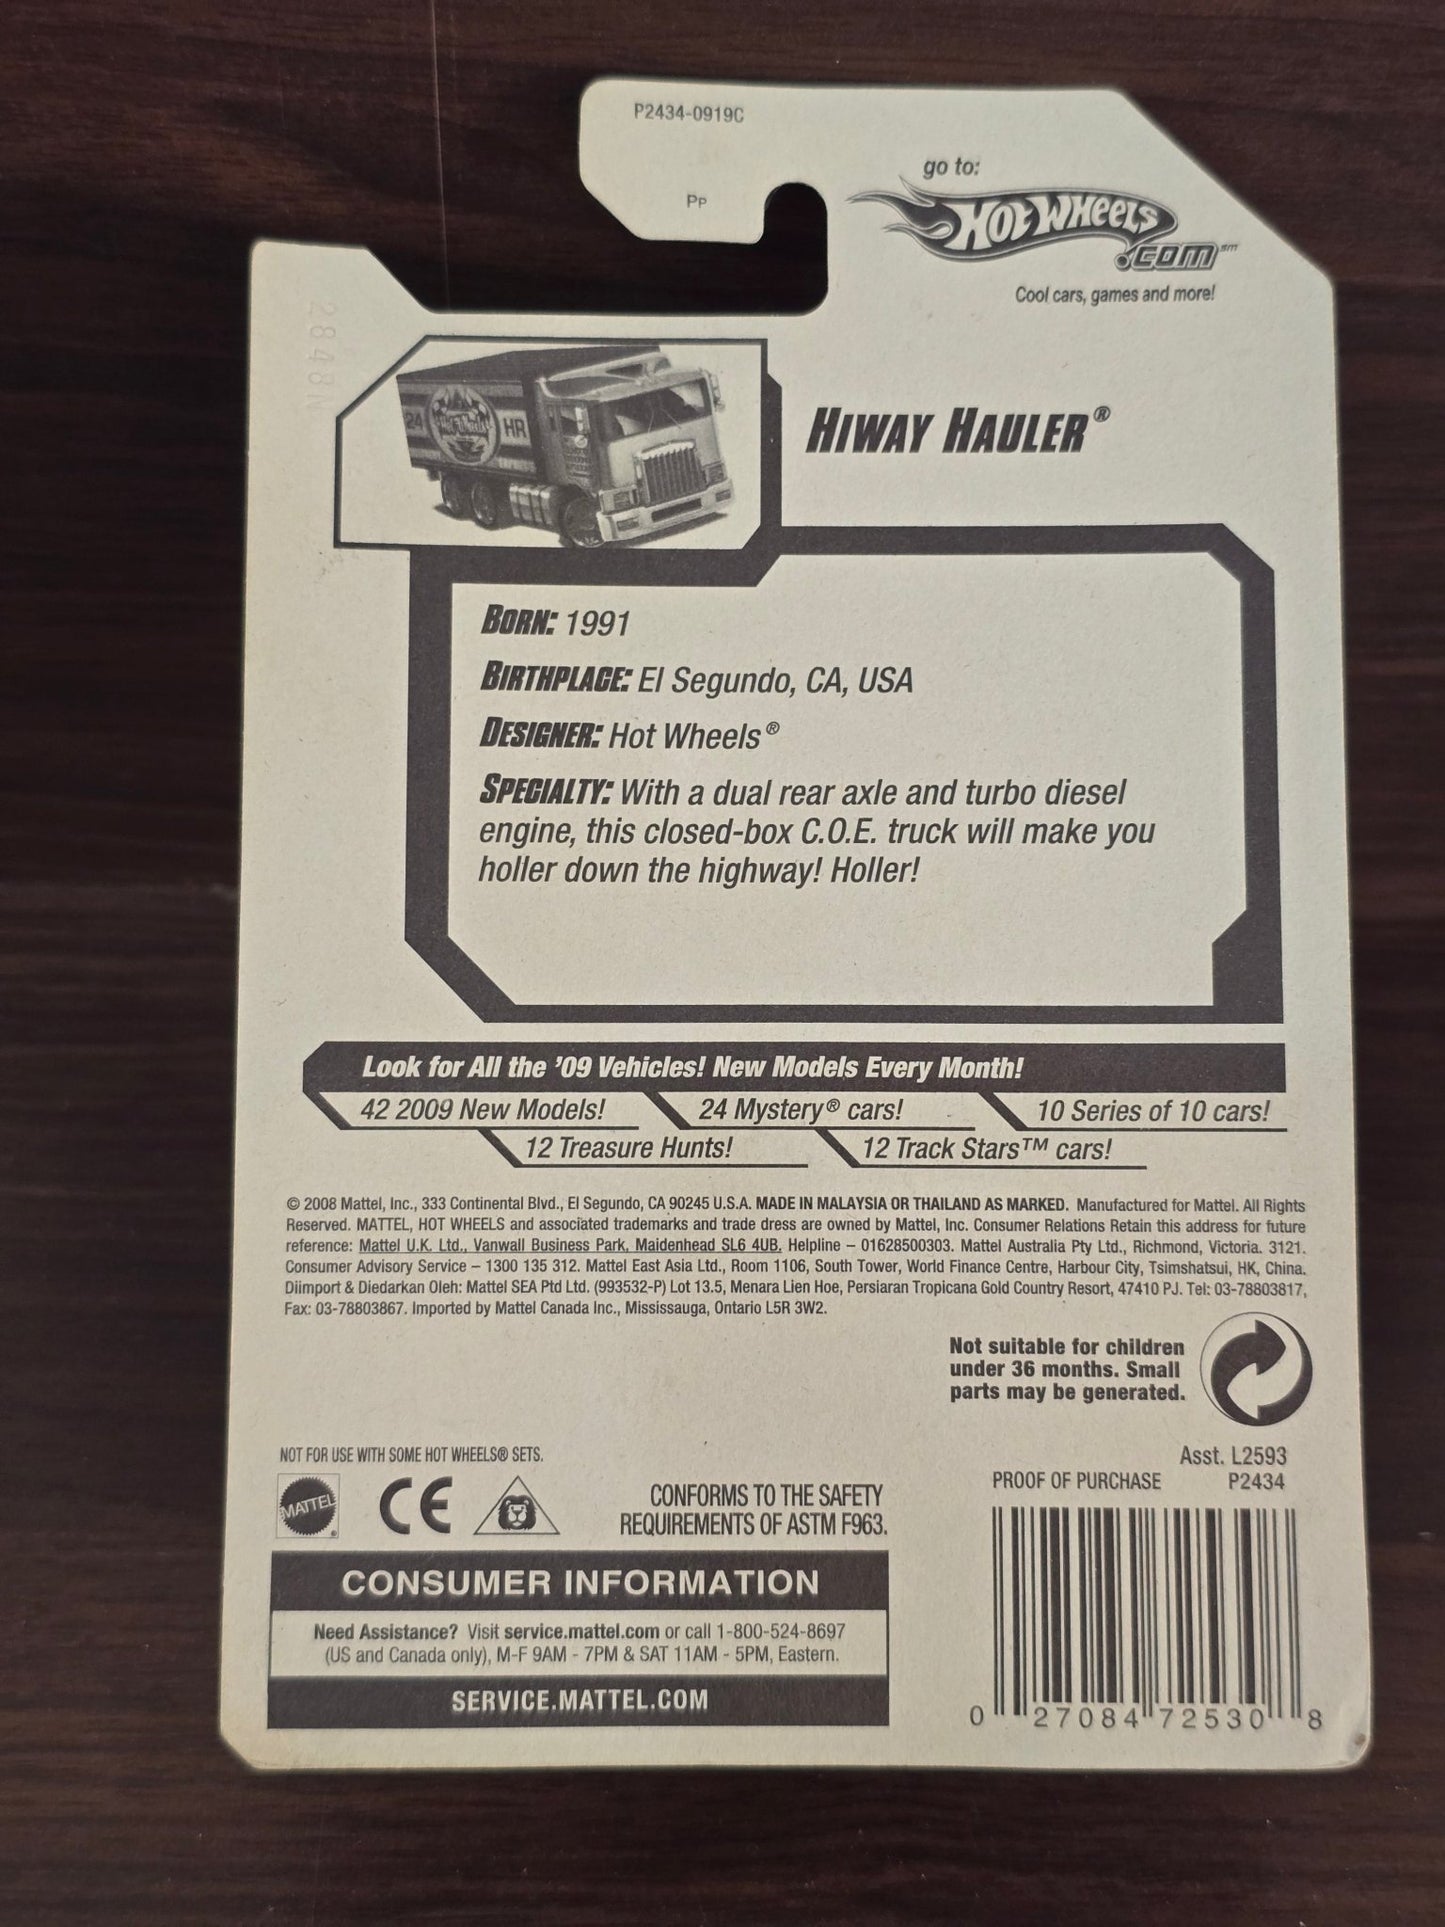 P2434-0919C
PP
go to:
HOT WHEELS
.COM℠
Cool cars, games and more!
2848N
24 Hot Wheels HR
HIWAY HAULER®
BORN: 1991
BIRTHPLACE: El Segundo, CA, USA
DESIGNER: Hot Wheels®
SPECIALTY: With a dual rear axle and turbo diesel
engine, this closed-box C.O.E. truck will make you
holler down the highway! Holler!
Look for All the '09 Vehicles! New Models Every Month!
42 2009 New Models! 24 Mystery® cars! 10 Series of 10 cars!
12 Treasure Hunts! 12 Track Stars™ cars!
© 2008 Mattel, Inc., 333 Continental Blvd., El Segundo, CA 90245 U.S.A. MADE IN MALAYSIA OR THAILAND AS MARKED. Manufactured for Mattel. All Rights
Reserved. MATTEL, HOT WHEELS and associated trademarks and trade dress are owned by Mattel, Inc. Consumer Relations Retain this address for future
reference: Mattel U.K. Ltd., Vanwall Business Park, Maidenhead SL6 4UB. Helpline – 01628500303. Mattel Australia Pty Ltd., Richmond, Victoria. 3121.
Consumer Advisory Service – 1300 135 312. Mattel East Asia Ltd., Room 1106, South Tower, World Finance Centre, Harbour City, Tsimshatsui, HK, China.
Diimport & Diedarkan Oleh: Mattel SEA Ptd Ltd. (993532-P) Lot 13.5, Menara Lien Hoe, Persiaran Tropicana Gold Country Resort, 47410 PJ. Tel: 03-78803817,
Fax: 03-78803867. Imported by Mattel Canada Inc., Mississauga, Ontario L5R 3W2.
Not suitable for children
under 36 months. Small
parts may be generated.
NOT FOR USE WITH SOME HOT WHEELS® SETS.
MATTEL® CE
CONFORMS TO THE SAFETY
REQUIREMENTS OF ASTM F963.
Asst. L2593
PROOF OF PURCHASE P2434
CONSUMER INFORMATION
Need Assistance? Visit service.mattel.com or call 1-800-524-8697
(US and Canada only), M-F 9AM - 7PM & SAT 11AM - 5PM, Eastern.
SERVICE.MATTEL.COM
0 27084 72530 8